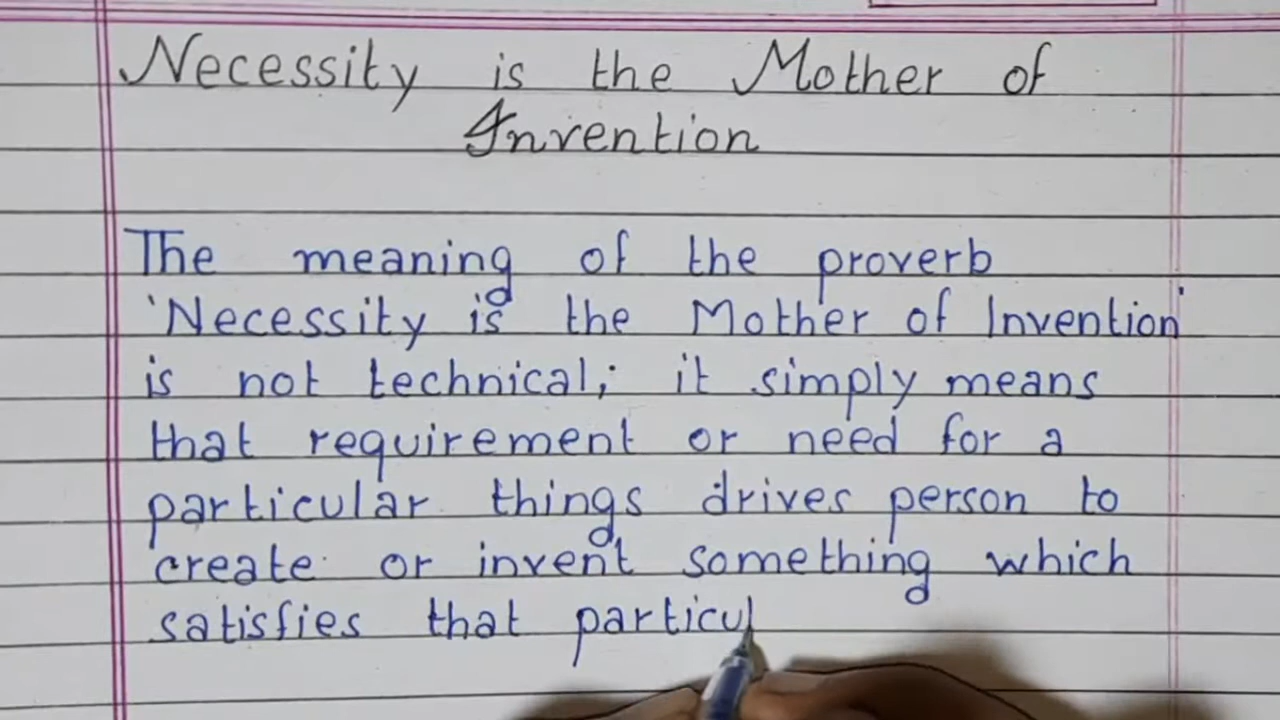 Necessity is the Mother of
Invention
The meaning of the proverb
'Necessity is the Mother of Invention'
is not technical; it simply means
that requirement or need for a
particular things drives person to
create or invent something which
satisfies that particul